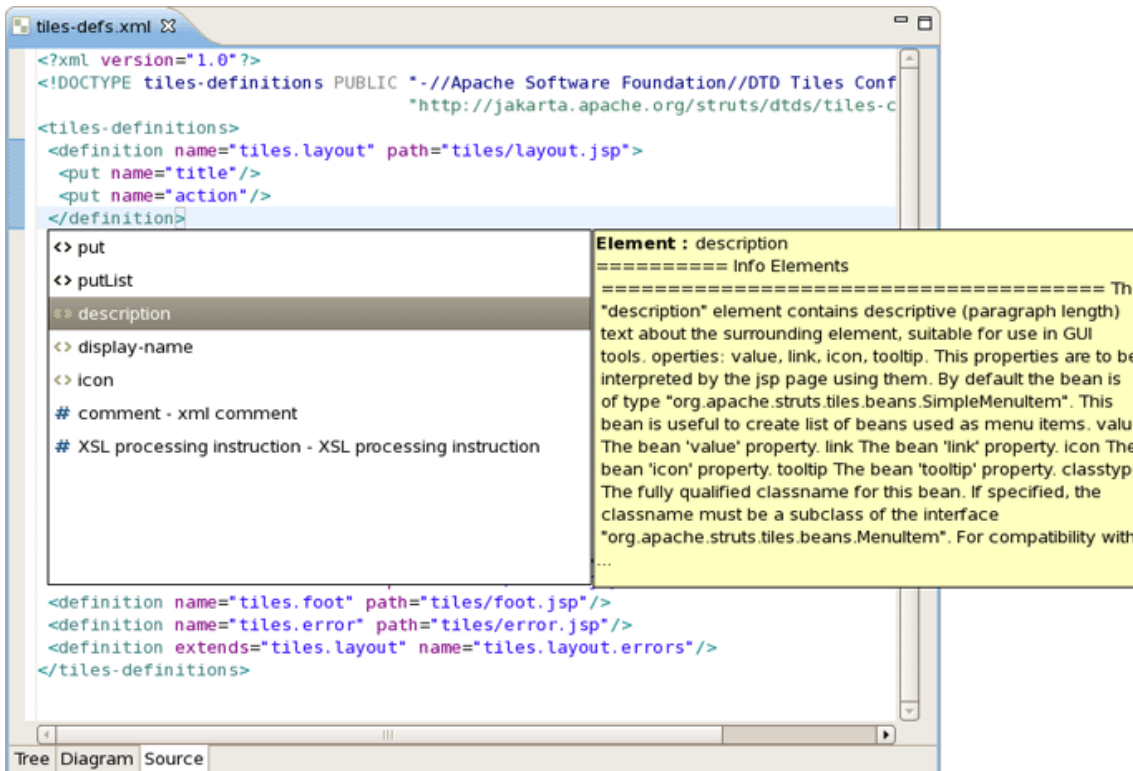 tiles-defs.xml
<?xml version="1.0"?>
<!DOCTYPE tiles-definitions PUBLIC "-//Apache Software Foundation//DTD Tiles Conf
"http://jakarta.apache.org/struts/dtds/tiles-c
<tiles-definitions>
<definition name="tiles.layout" path="tiles/layout.jsp">
<put name="title"/>
<put name="action"/>
</definition>
<> put
<> putList
<> description
<> display-name
<> icon
# comment - xml comment
# XSL processing instruction - XSL processing instruction
Element : description
========== Info Elements
====================================== Th
"description" element contains descriptive (paragraph length)
text about the surrounding element, suitable for use in GUI
tools. operties: value, link, icon, tooltip. This properties are to be
interpreted by the jsp page using them. By default the bean is
of type "org.apache.struts.tiles.beans.SimpleMenuItem". This
bean is useful to create list of beans used as menu items. valu
The bean 'value' property. link The bean 'link' property. icon The
bean 'icon' property. tooltip The bean 'tooltip' property. classtyp
The fully qualified classname for this bean. If specified, the
classname must be a subclass of the interface
"org.apache.struts.tiles.beans.MenuItem". For compatibility with
...
<definition name="tiles.foot" path="tiles/foot.jsp"/>
<definition name="tiles.error" path="tiles/error.jsp"/>
<definition extends="tiles.layout" name="tiles.layout.errors"/>
</tiles-definitions>
Tree Diagram Source